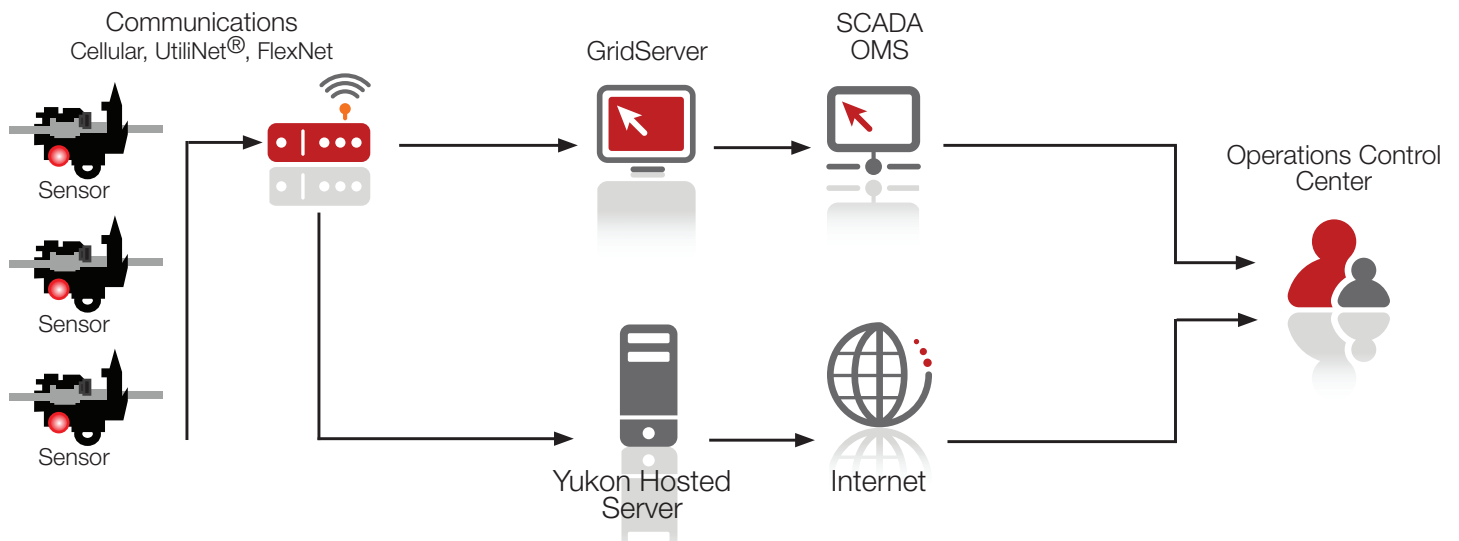 Communications
Cellular, UtiliNet®, FlexNet
GridServer
SCADA
OMS
Operations Control
Center
Sensor
Sensor
Sensor
Yukon Hosted
Server
Internet